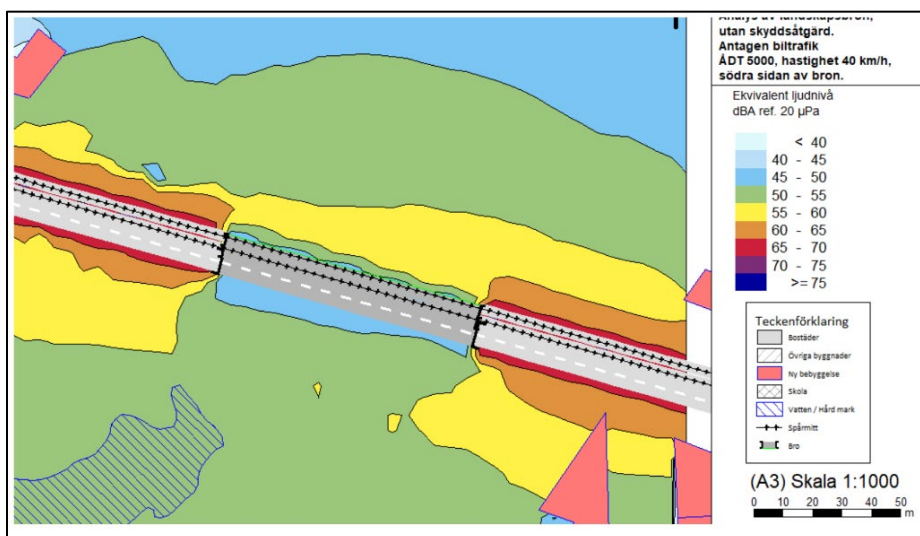 Analys av landskapsbron,
utan skyddsåtgärd.
Antagen biltrafik
ÅDT 5000, hastighet 40 km/h,
södra sidan av bron.
Ekvivalent ljudnivå
dBA ref. 20 µPa
< 40
40 - 45
45 - 50
50 - 55
55 - 60
60 - 65
65 - 70
70 - 75
>= 75
Teckenförklaring
Bostäder
Övriga byggnader
Ny bebyggelse
Skola
Vatten / Hård mark
Spårmitt
Bro
(A3) Skala 1:1000
0 10 20 30 40 50
m